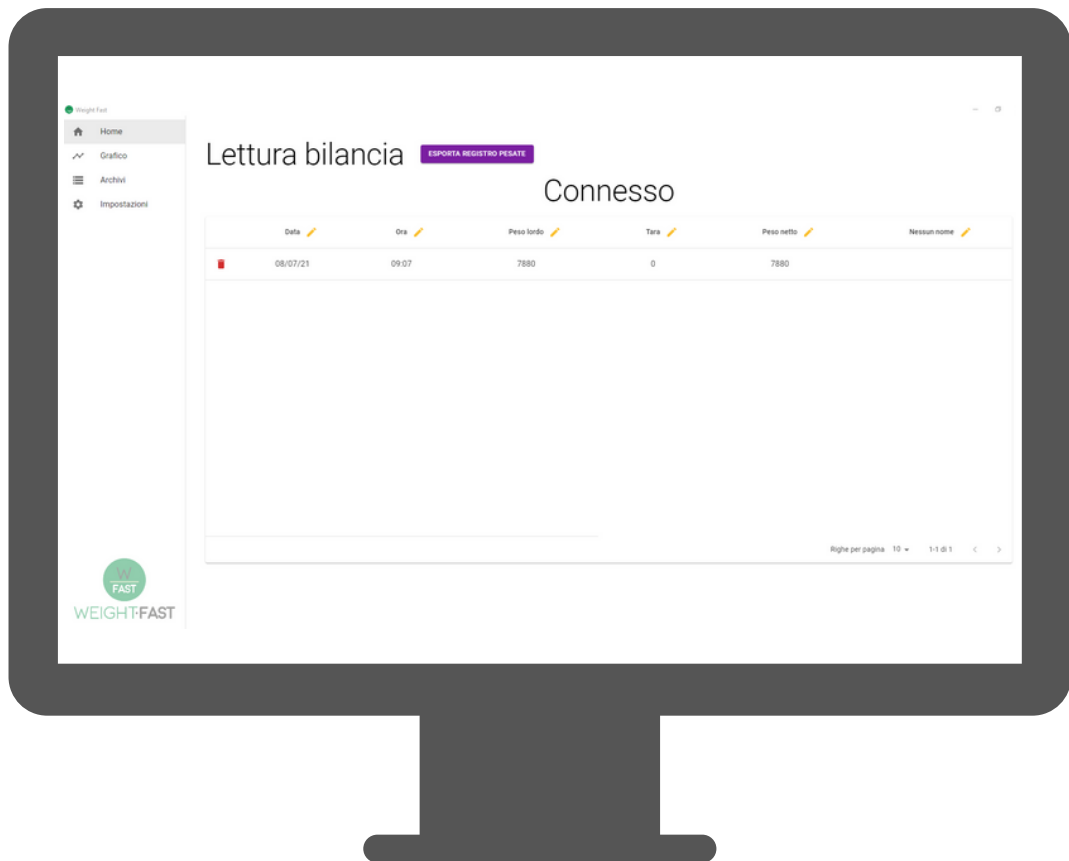 Weight Fast
Home
Grafico
Archivi
Impostazioni
Lettura bilancia
ESPORTA REGISTRO PESATE
Connesso
Data Ora Peso lordo Tara Peso netto Nessun nome
08/07/21 09:07 7880 0 7880
Righe per pagina 10 1-1 di 1
W
FAST
WEIGHT·FAST